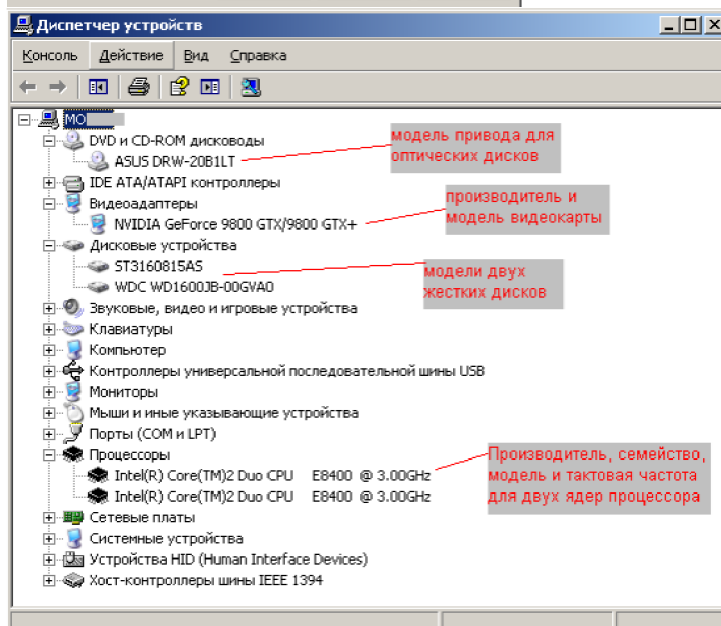 Диспетчер устройств
Консоль Действие Вид Справка
МО
DVD и CD-ROM дисководы
модель привода для
оптических дисков
ASUS DRW-20B1LT
IDE ATA/ATAPI контроллеры
Видеоадаптеры
производитель и
модель видеокарты
NVIDIA GeForce 9800 GTX/9800 GTX+
Дисковые устройства
ST3160815AS
модели двух
жестких дисков
WDC WD1600JB-00GVA0
Звуковые, видео и игровые устройства
Клавиатуры
Компьютер
Контроллеры универсальной последовательной шины USB
Мониторы
Мыши и иные указывающие устройства
Порты (COM и LPT)
Процессоры
Производитель, семейство,
модель и тактовая частота
для двух ядер процессора
Intel(R) Core(TM)2 Duo CPU E8400 @ 3.00GHz
Intel(R) Core(TM)2 Duo CPU E8400 @ 3.00GHz
Сетевые платы
Системные устройства
Устройства HID (Human Interface Devices)
Хост-контроллеры шины IEEE 1394